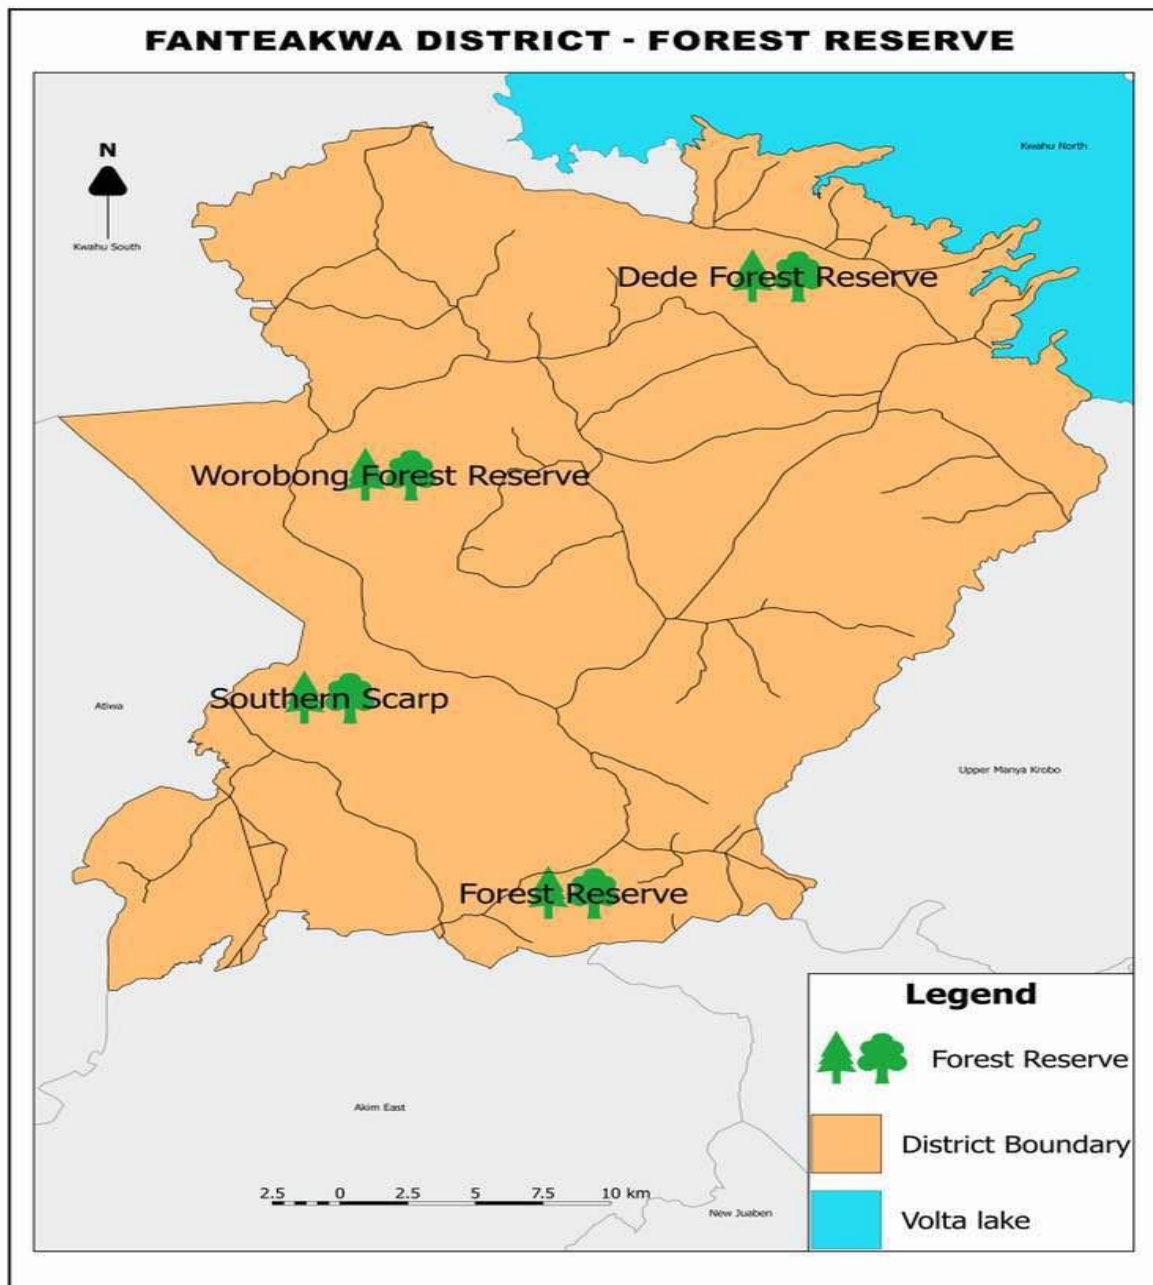 FANTEAKWA DISTRICT - FOREST RESERVE
N
Kwahu South
Kwahu North
Dede Forest Reserve
Worobong Forest Reserve
Southern Scarp
Atiwa
Upper Manya Krobo
Forest Reserve
Akim East
New Juaben
2.5 0 2.5 5 7.5 10 km
Legend
Forest Reserve
District Boundary
Volta lake